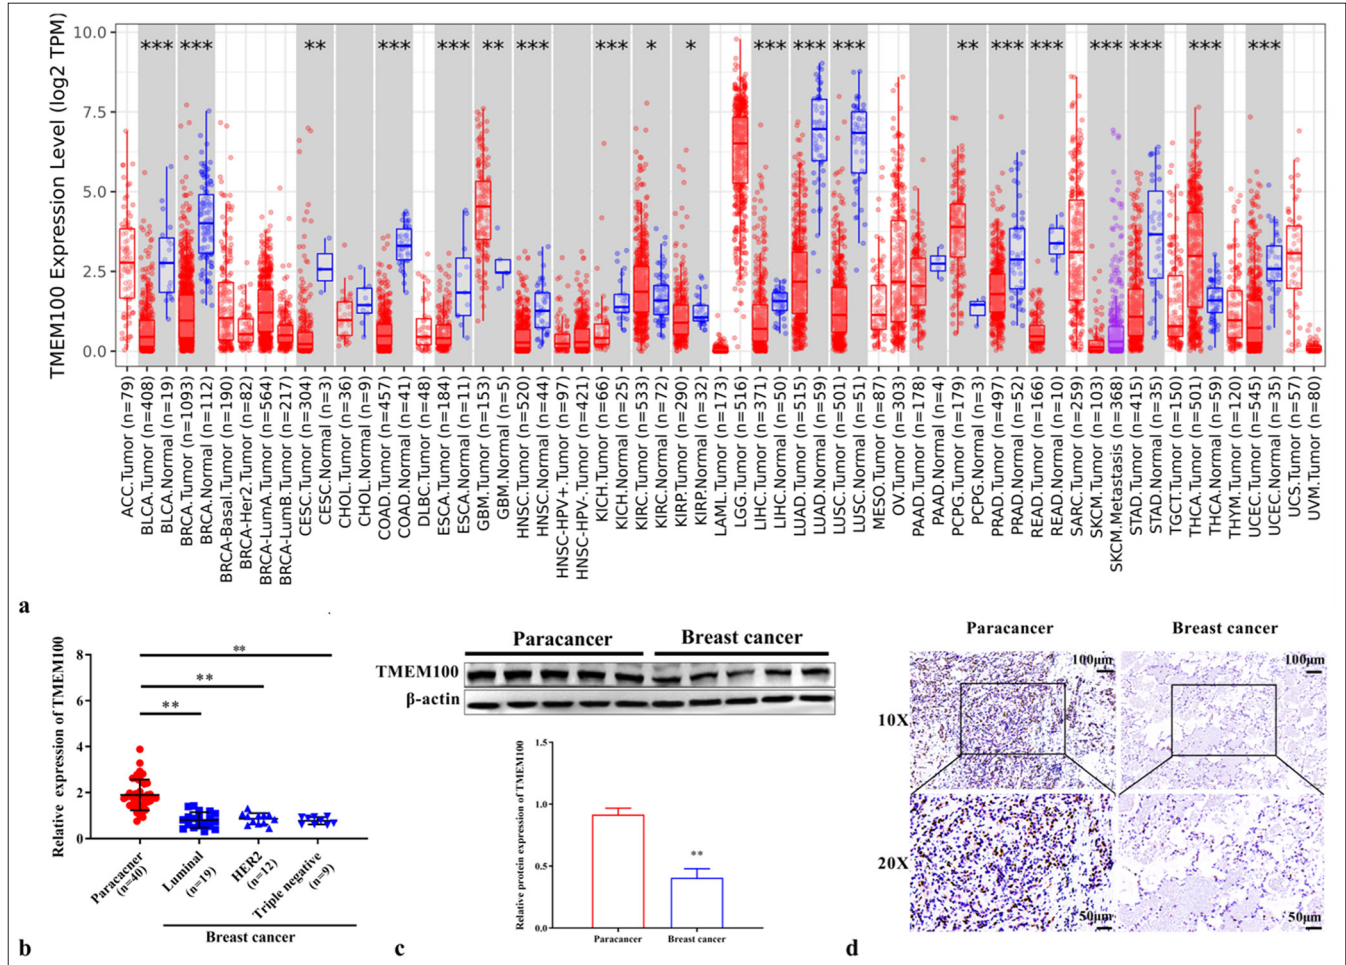 TMEM100 Expression Level (log2 TPM)
10.0
7.5
5.0
2.5
0.0
*** *** ** *** *** ** *** *** * * *** *** *** ** *** *** *** *** *** ***
ACC.Tumor (n=79)
BLCA.Tumor (n=408)
BLCA.Normal (n=19)
BRCA.Tumor (n=1093)
BRCA.Normal (n=112)
BRCA-Basal.Tumor (n=190)
BRCA-Her2.Tumor (n=82)
BRCA-LumA.Tumor (n=564)
BRCA-LumB.Tumor (n=217)
CESC.Tumor (n=304)
CESC.Normal (n=3)
CHOL.Tumor (n=36)
CHOL.Normal (n=9)
COAD.Tumor (n=457)
COAD.Normal (n=41)
DLBC.Tumor (n=48)
ESCA.Tumor (n=184)
ESCA.Normal (n=11)
GBM.Tumor (n=153)
GBM.Normal (n=5)
HNSC.Tumor (n=520)
HNSC.Normal (n=44)
HNSC-HPV+.Tumor (n=97)
HNSC-HPV-.Tumor (n=421)
KICH.Tumor (n=66)
KICH.Normal (n=25)
KIRC.Tumor (n=533)
KIRC.Normal (n=72)
KIRP.Tumor (n=290)
KIRP.Normal (n=32)
LAML.Tumor (n=173)
LGG.Tumor (n=516)
LIHC.Tumor (n=371)
LIHC.Normal (n=50)
LUAD.Tumor (n=515)
LUAD.Normal (n=59)
LUSC.Tumor (n=501)
LUSC.Normal (n=51)
MESO.Tumor (n=87)
OV.Tumor (n=303)
PAAD.Tumor (n=178)
PAAD.Normal (n=4)
PCPG.Tumor (n=179)
PCPG.Normal (n=3)
PRAD.Tumor (n=497)
PRAD.Normal (n=52)
READ.Tumor (n=166)
READ.Normal (n=10)
SARC.Tumor (n=259)
SKCM.Tumor (n=103)
SKCM.Metastasis (n=368)
STAD.Tumor (n=415)
STAD.Normal (n=35)
TGCT.Tumor (n=150)
THCA.Tumor (n=501)
THCA.Normal (n=59)
THYM.Tumor (n=120)
UCEC.Tumor (n=545)
UCEC.Normal (n=35)
UCS.Tumor (n=57)
UVM.Tumor (n=80)
a
Relative expression of TMEM100
8
6
4
2
0
**
**
**
Paracacner
(n=40)
Luminal
(n=19)
HER2
(n=12)
Triple negative
(n=9)
Breast cancer
b
Paracancer Breast cancer
TMEM100
β-actin
Relative protein expression of TMEM100
1.5
1.0
0.5
0.0
**
Paracancer Breast cancer
c
Paracancer Breast cancer
10X
100μm 100μm
20X
50μm 50μm
d